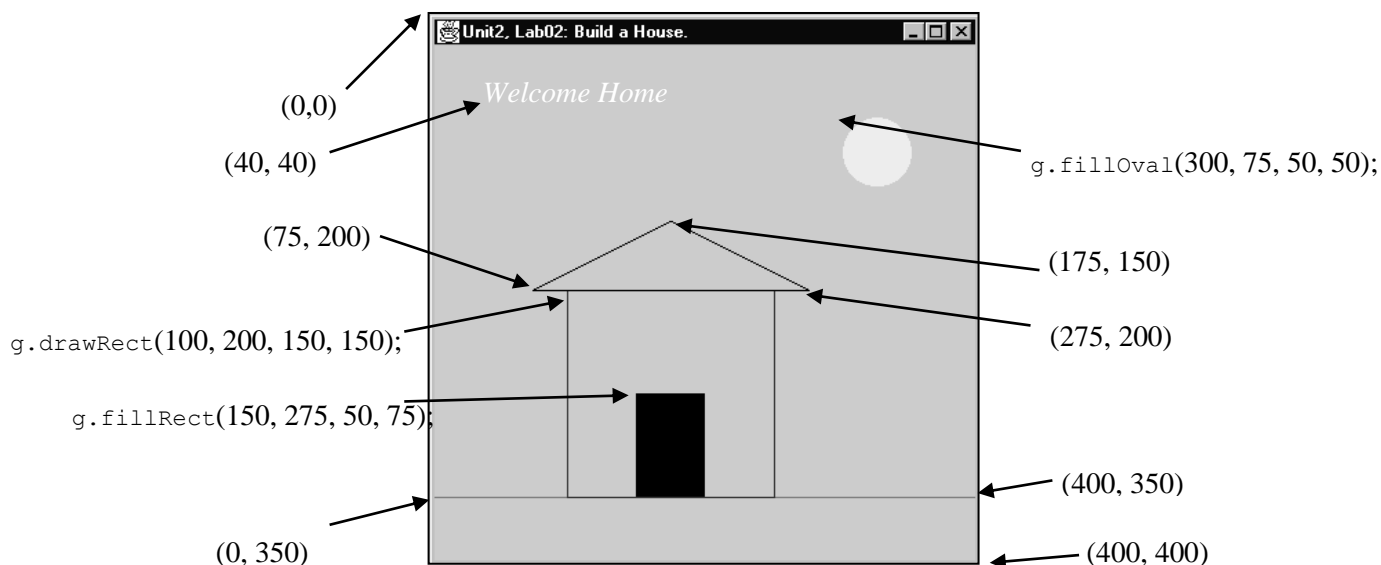 Unit2, Lab02: Build a House.
(0,0)
Welcome Home
(40, 40)
g.fillOval(300, 75, 50, 50);
(75, 200)
(175, 150)
g.drawRect(100, 200, 150, 150);
(275, 200)
g.fillRect(150, 275, 50, 75);
(400, 350)
(0, 350)
(400, 400)